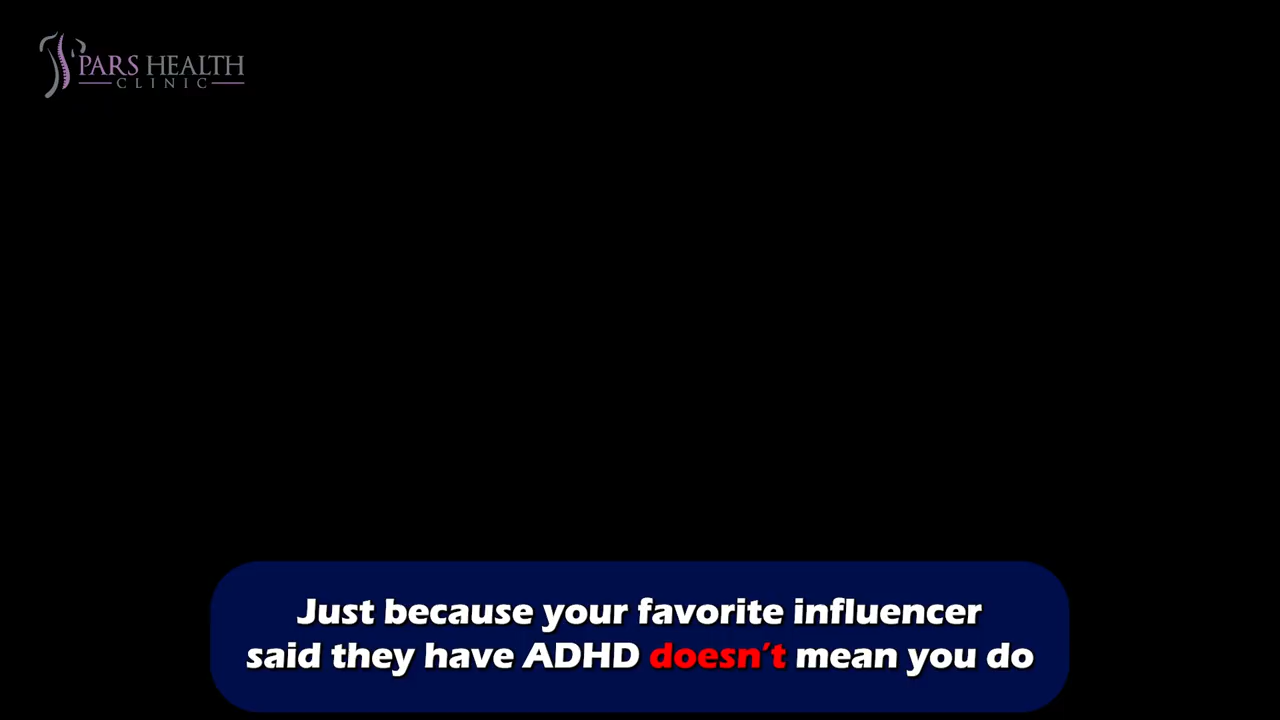 PARS HEALTH
CLINIC
Just because your favorite influencer
said they have ADHD doesn't mean you do